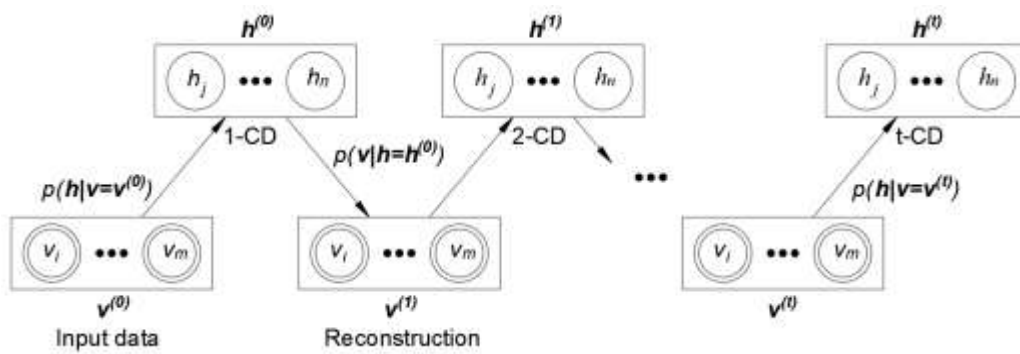 h(0) h(1) h(t)
hj ••• hn hj ••• hn hj ••• hn
1-CD 2-CD t-CD
p(v|h=h(0)) •••
p(h|v=v(0)) p(h|v=v(t))
vi ••• vm vi ••• vm vi ••• vm
v(0) v(1) v(t)
Input data Reconstruction